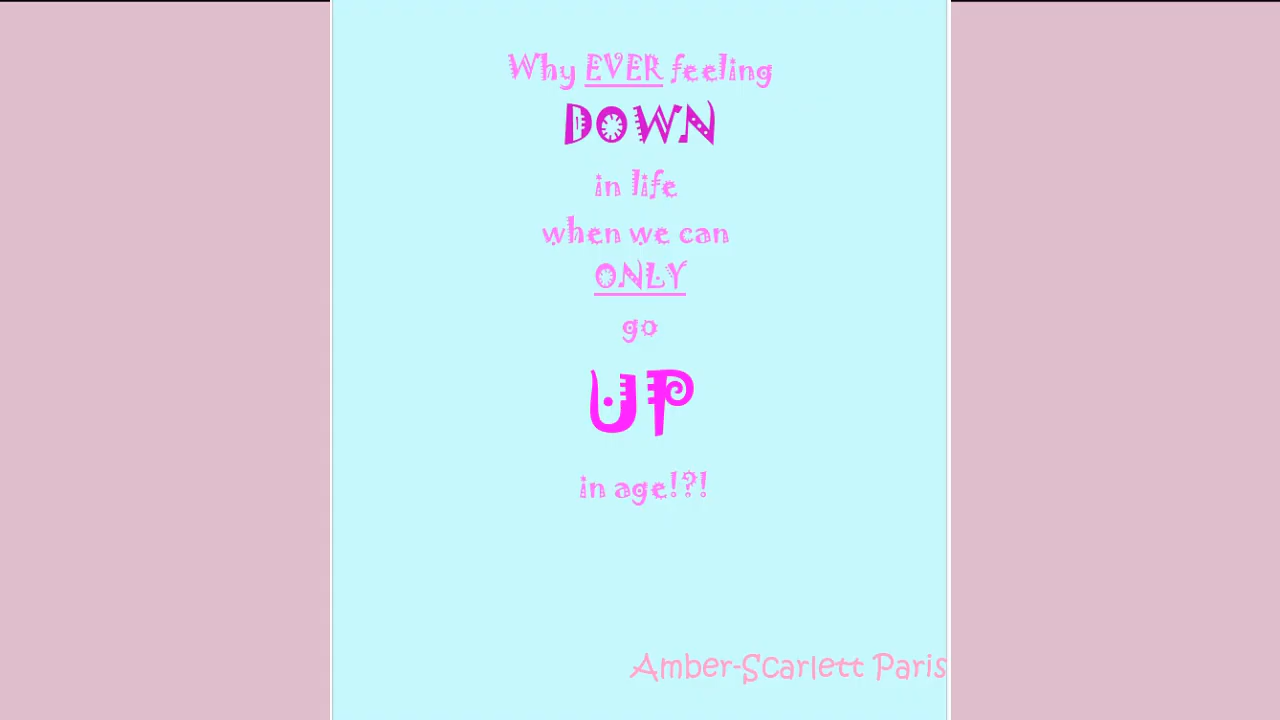 Why EVER feeling
DOWN
in life
when we can
ONLY
go
UP
in age!?!
Amber-Scarlett Paris